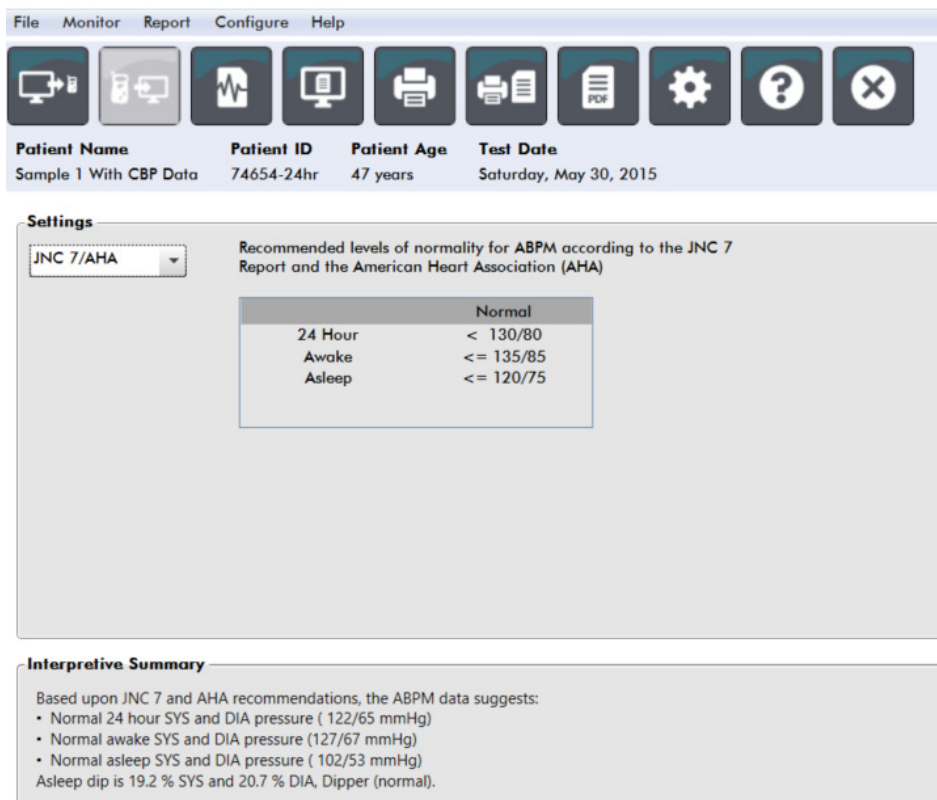 File Monitor Report Configure Help
PDF
Patient Name Patient ID Patient Age Test Date
Sample 1 With CBP Data 74654-24hr 47 years Saturday, May 30, 2015
Settings
JNC 7/AHA
Recommended levels of normality for ABPM according to the JNC 7
Report and the American Heart Association (AHA)
Normal
24 Hour < 130/80
Awake <= 135/85
Asleep <= 120/75
Interpretive Summary
Based upon JNC 7 and AHA recommendations, the ABPM data suggests:
• Normal 24 hour SYS and DIA pressure ( 122/65 mmHg)
• Normal awake SYS and DIA pressure (127/67 mmHg)
• Normal asleep SYS and DIA pressure ( 102/53 mmHg)
Asleep dip is 19.2 % SYS and 20.7 % DIA, Dipper (normal).